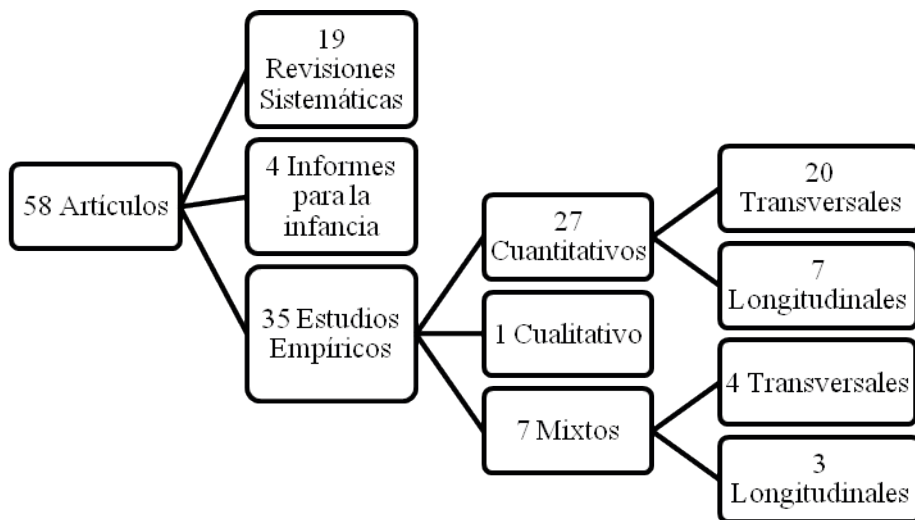 58 Artículos
19
Revisiones
Sistemáticas
4 Informes
para la
infancia
35 Estudios
Empíricos
27
Cuantitativos
1 Cualitativo
7 Mixtos
20
Transversales
7
Longitudinales
4 Transversales
3
Longitudinales